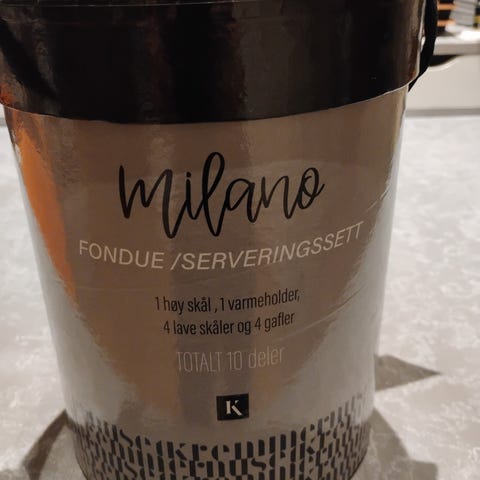 milano
FONDUE /SERVERINGSSETT
1 høy skål , 1 varmeholder,
4 lave skåler og 4 gafler
TOTALT 10 deler
K